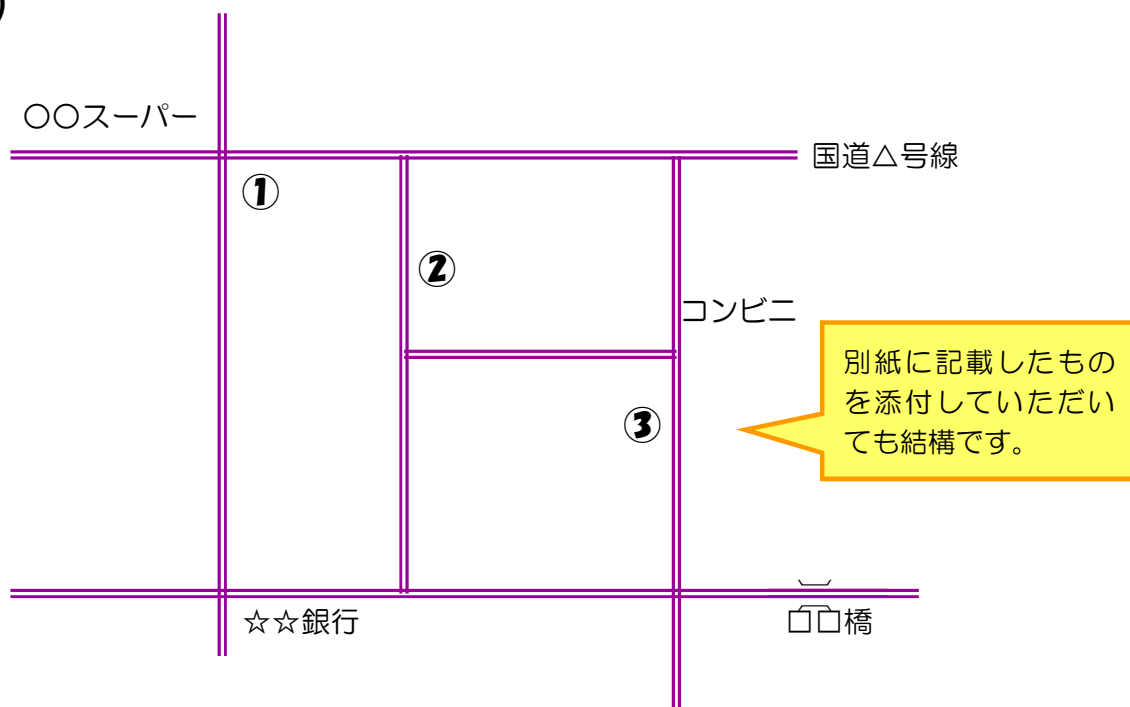 )
〇〇スーパー
国道△号線
①
②
コンビニ
別紙に記載したもの
を添付していただい
ても結構です。
③
☆☆銀行
□□橋